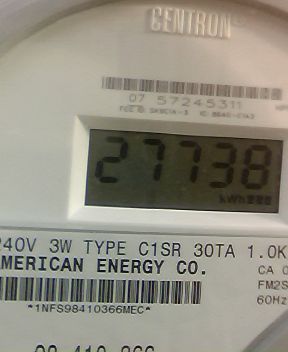 CENTRON
07 57245311
27738
kWh
240V 3W TYPE C1SR 30TA 1.0K
AMERICAN ENERGY CO.
CA 0
FM2S
60Hz
*1NFS98410366MEC*